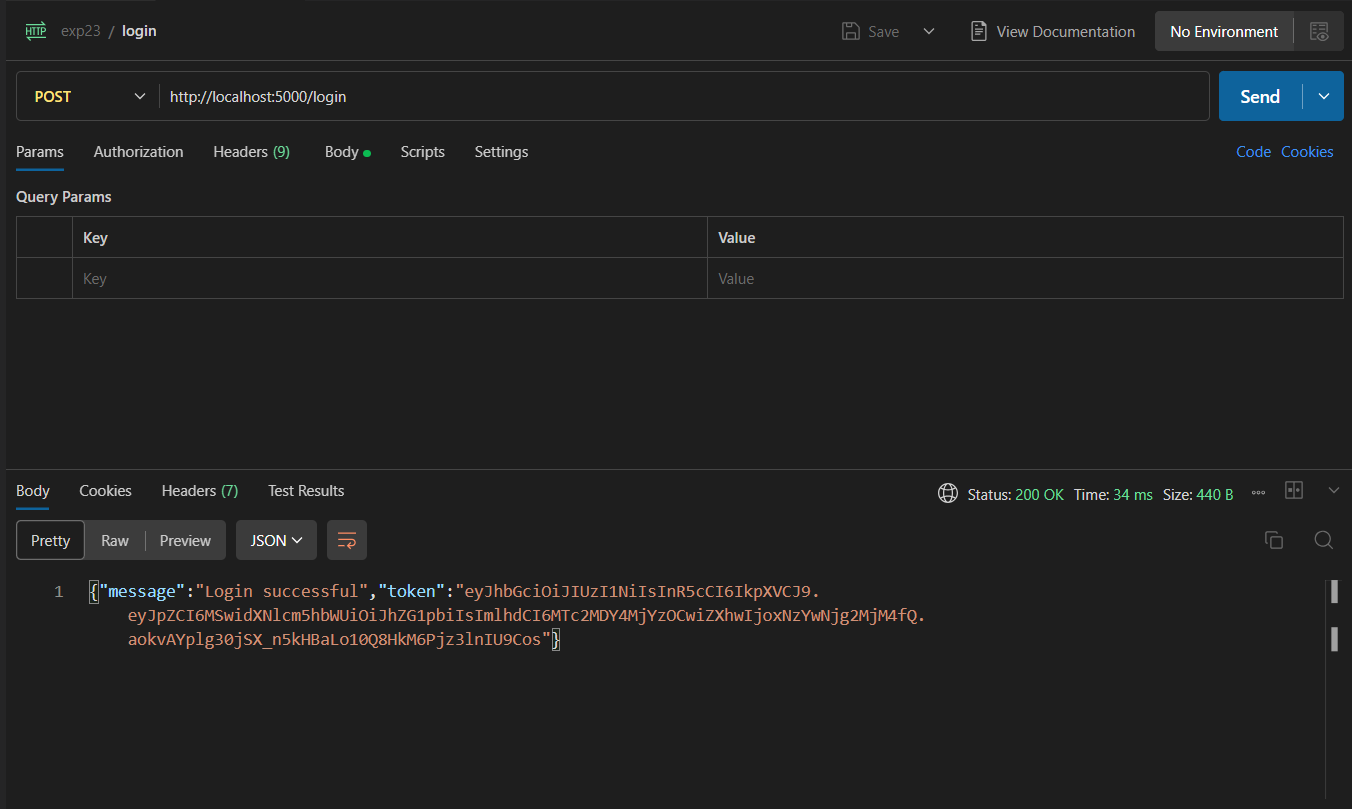 HTTP exp23 / login Save View Documentation No Environment
POST http://localhost:5000/login Send
Params Authorization Headers (9) Body Scripts Settings Code Cookies
Query Params
Key Value
Key Value
Body Cookies Headers (7) Test Results Status: 200 OK Time: 34 ms Size: 440 B
Pretty Raw Preview JSON
1 {"message":"Login successful","token":"eyJhbGciOiJIUzI1NiIsInR5cCI6IkpXVCJ9.
eyJpZCI6MSwidXNlcm5hbWUiOiJhZG1pbiIsImlhdCI6MTc2MDY4MjYzOCwiZXhwIjoxNzYwNjg2MjM4fQ.
aokvAYplg30jSX_n5kHBaLo10Q8HkM6Pjz3lnIU9Cos"}